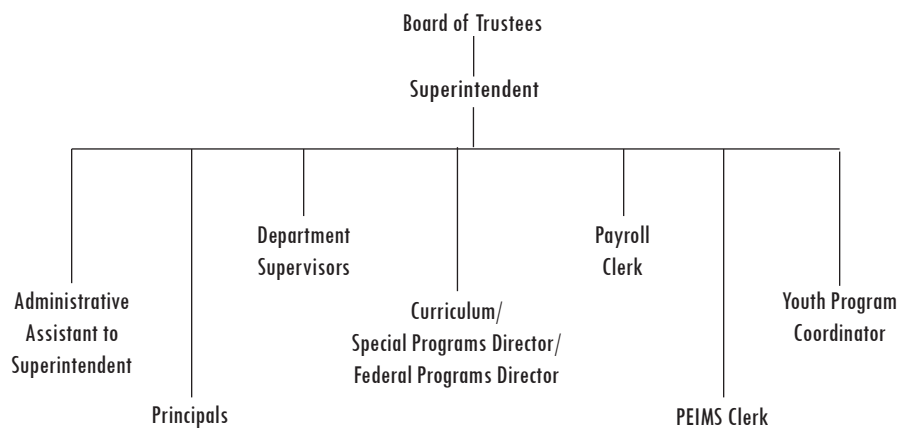 Board of Trustees
Superintendent
Administrative
Assistant to
Superintendent
Principals
Department
Supervisors
Curriculum/
Special Programs Director/
Federal Programs Director
Payroll
Clerk
PEIMS Clerk
Youth Program
Coordinator